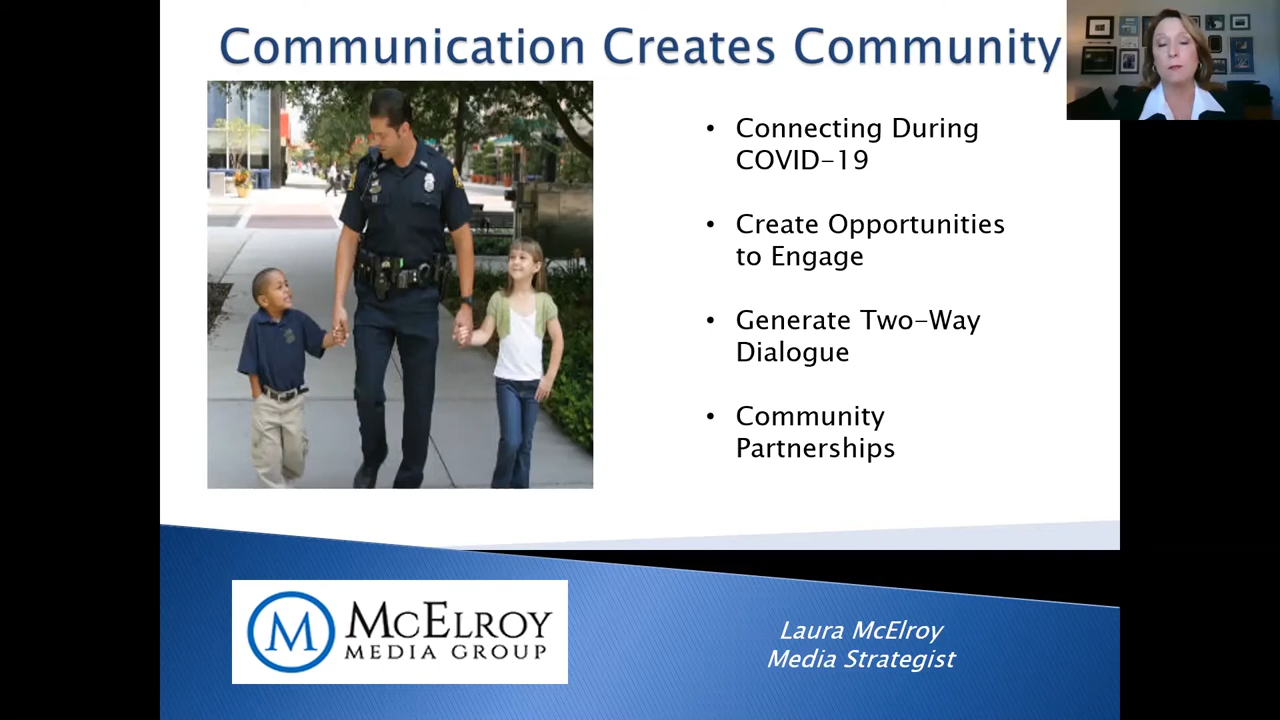 Communication Creates Community
• Connecting During
COVID-19
• Create Opportunities
to Engage
• Generate Two-Way
Dialogue
• Community
Partnerships
M McElroy
Media Group
Laura McElroy
Media Strategist